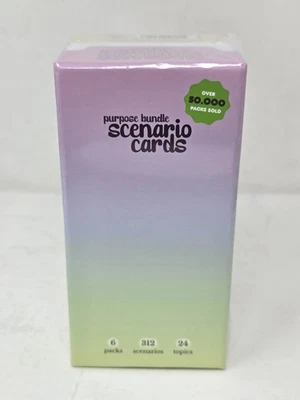 OVER
50.000
PACKS SOLD
purpose bundle
scenario
cards
6 312 24
packs scenarios topics